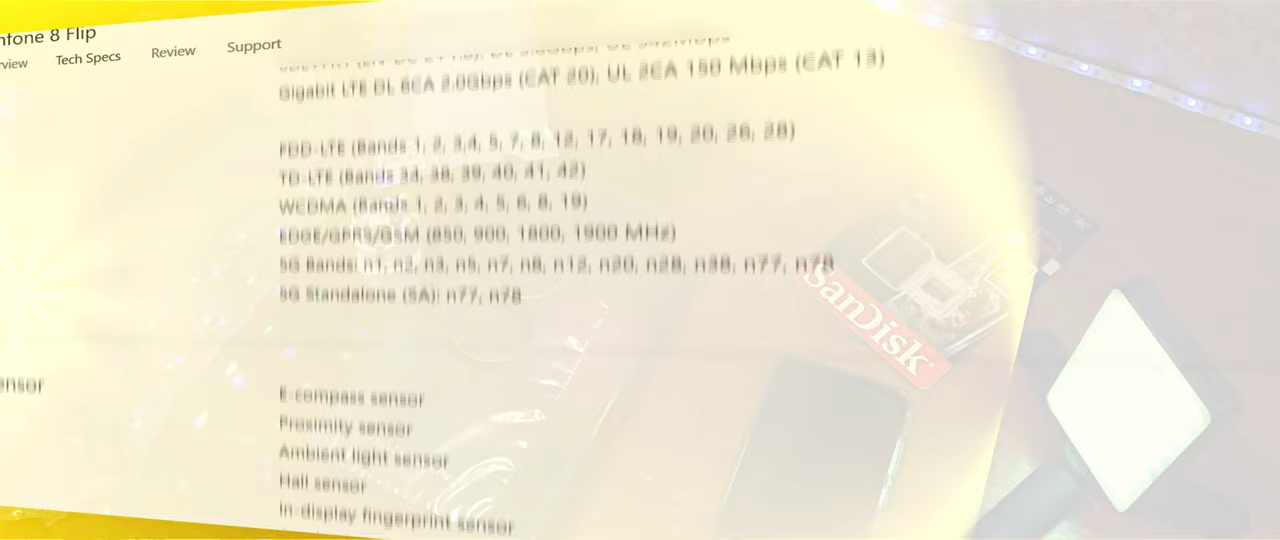 nfone 8 Flip
rview Tech Specs Review Support
Gigabit LTE DL 6CA 2.0Gbps (CAT 20), UL 2CA 150 Mbps (CAT 13)
FDD-LTE (Bands 1, 2, 3,4, 5, 7, 8, 12, 17, 18, 19, 20, 26, 28)
TD-LTE (Bands 34, 38, 39, 40, 41, 42)
WCDMA (Bands 1, 2, 3, 4, 5, 6, 8, 19)
EDGE/GPRS/GSM (850, 900, 1800, 1900 MHz)
5G Bands: n1, n2, n3, n5, n7, n8, n12, n20, n28, n38, n77, n78
5G Standalone (SA): n77, n78
SanDisk
ensor
E-compass sensor
Proximity sensor
Ambient light sensor
Hall sensor
In-display fingerprint sensor